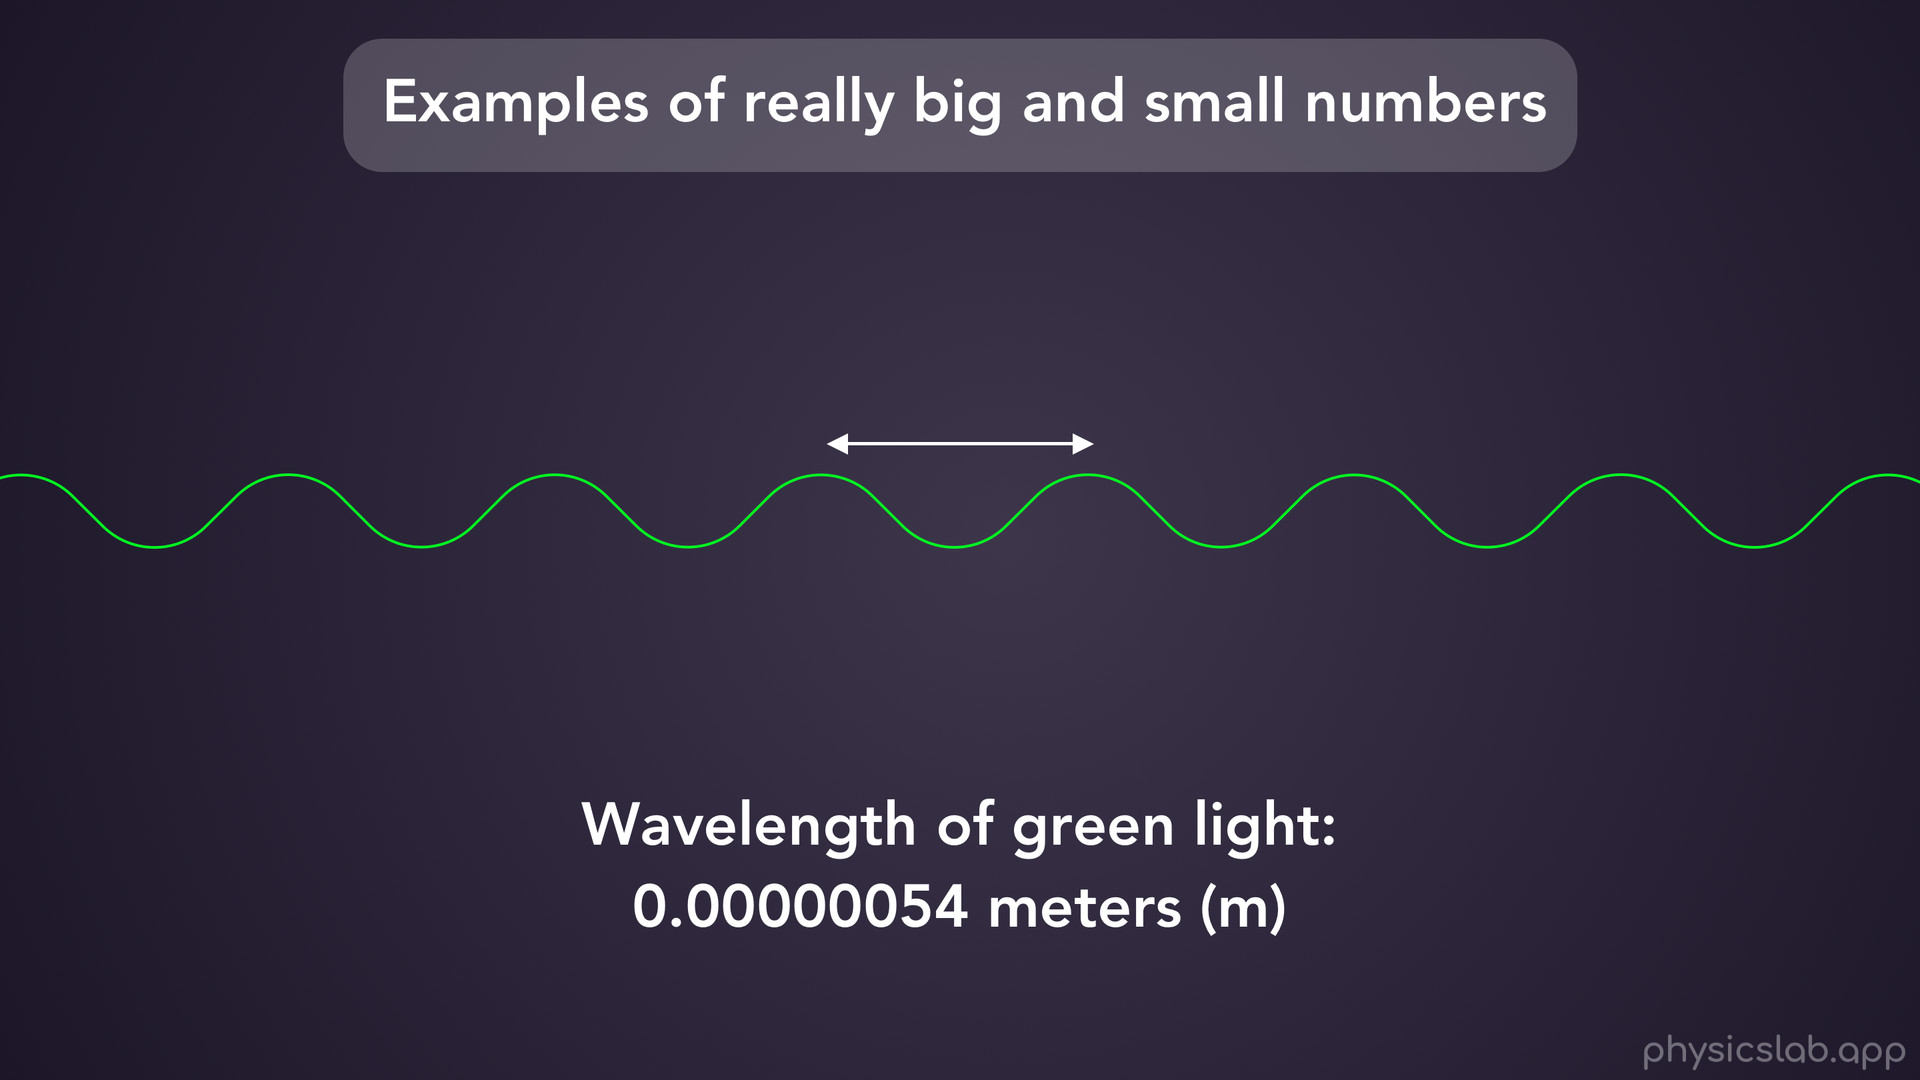 Examples of really big and small numbers
Wavelength of green light:
0.00000054 meters (m)
physicslab.app